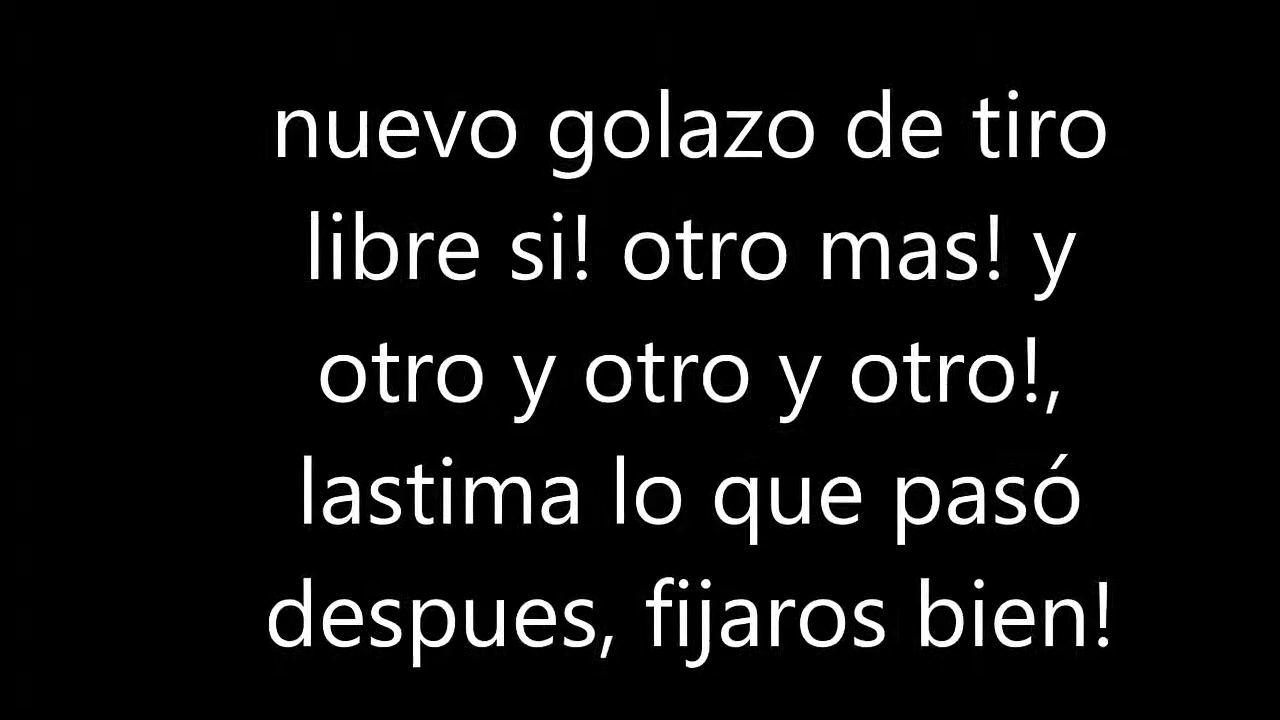 nuevo golazo de tiro
libre si! otro mas! y
otro y otro y otro!,
lastima lo que pasó
despues, fijaros bien!